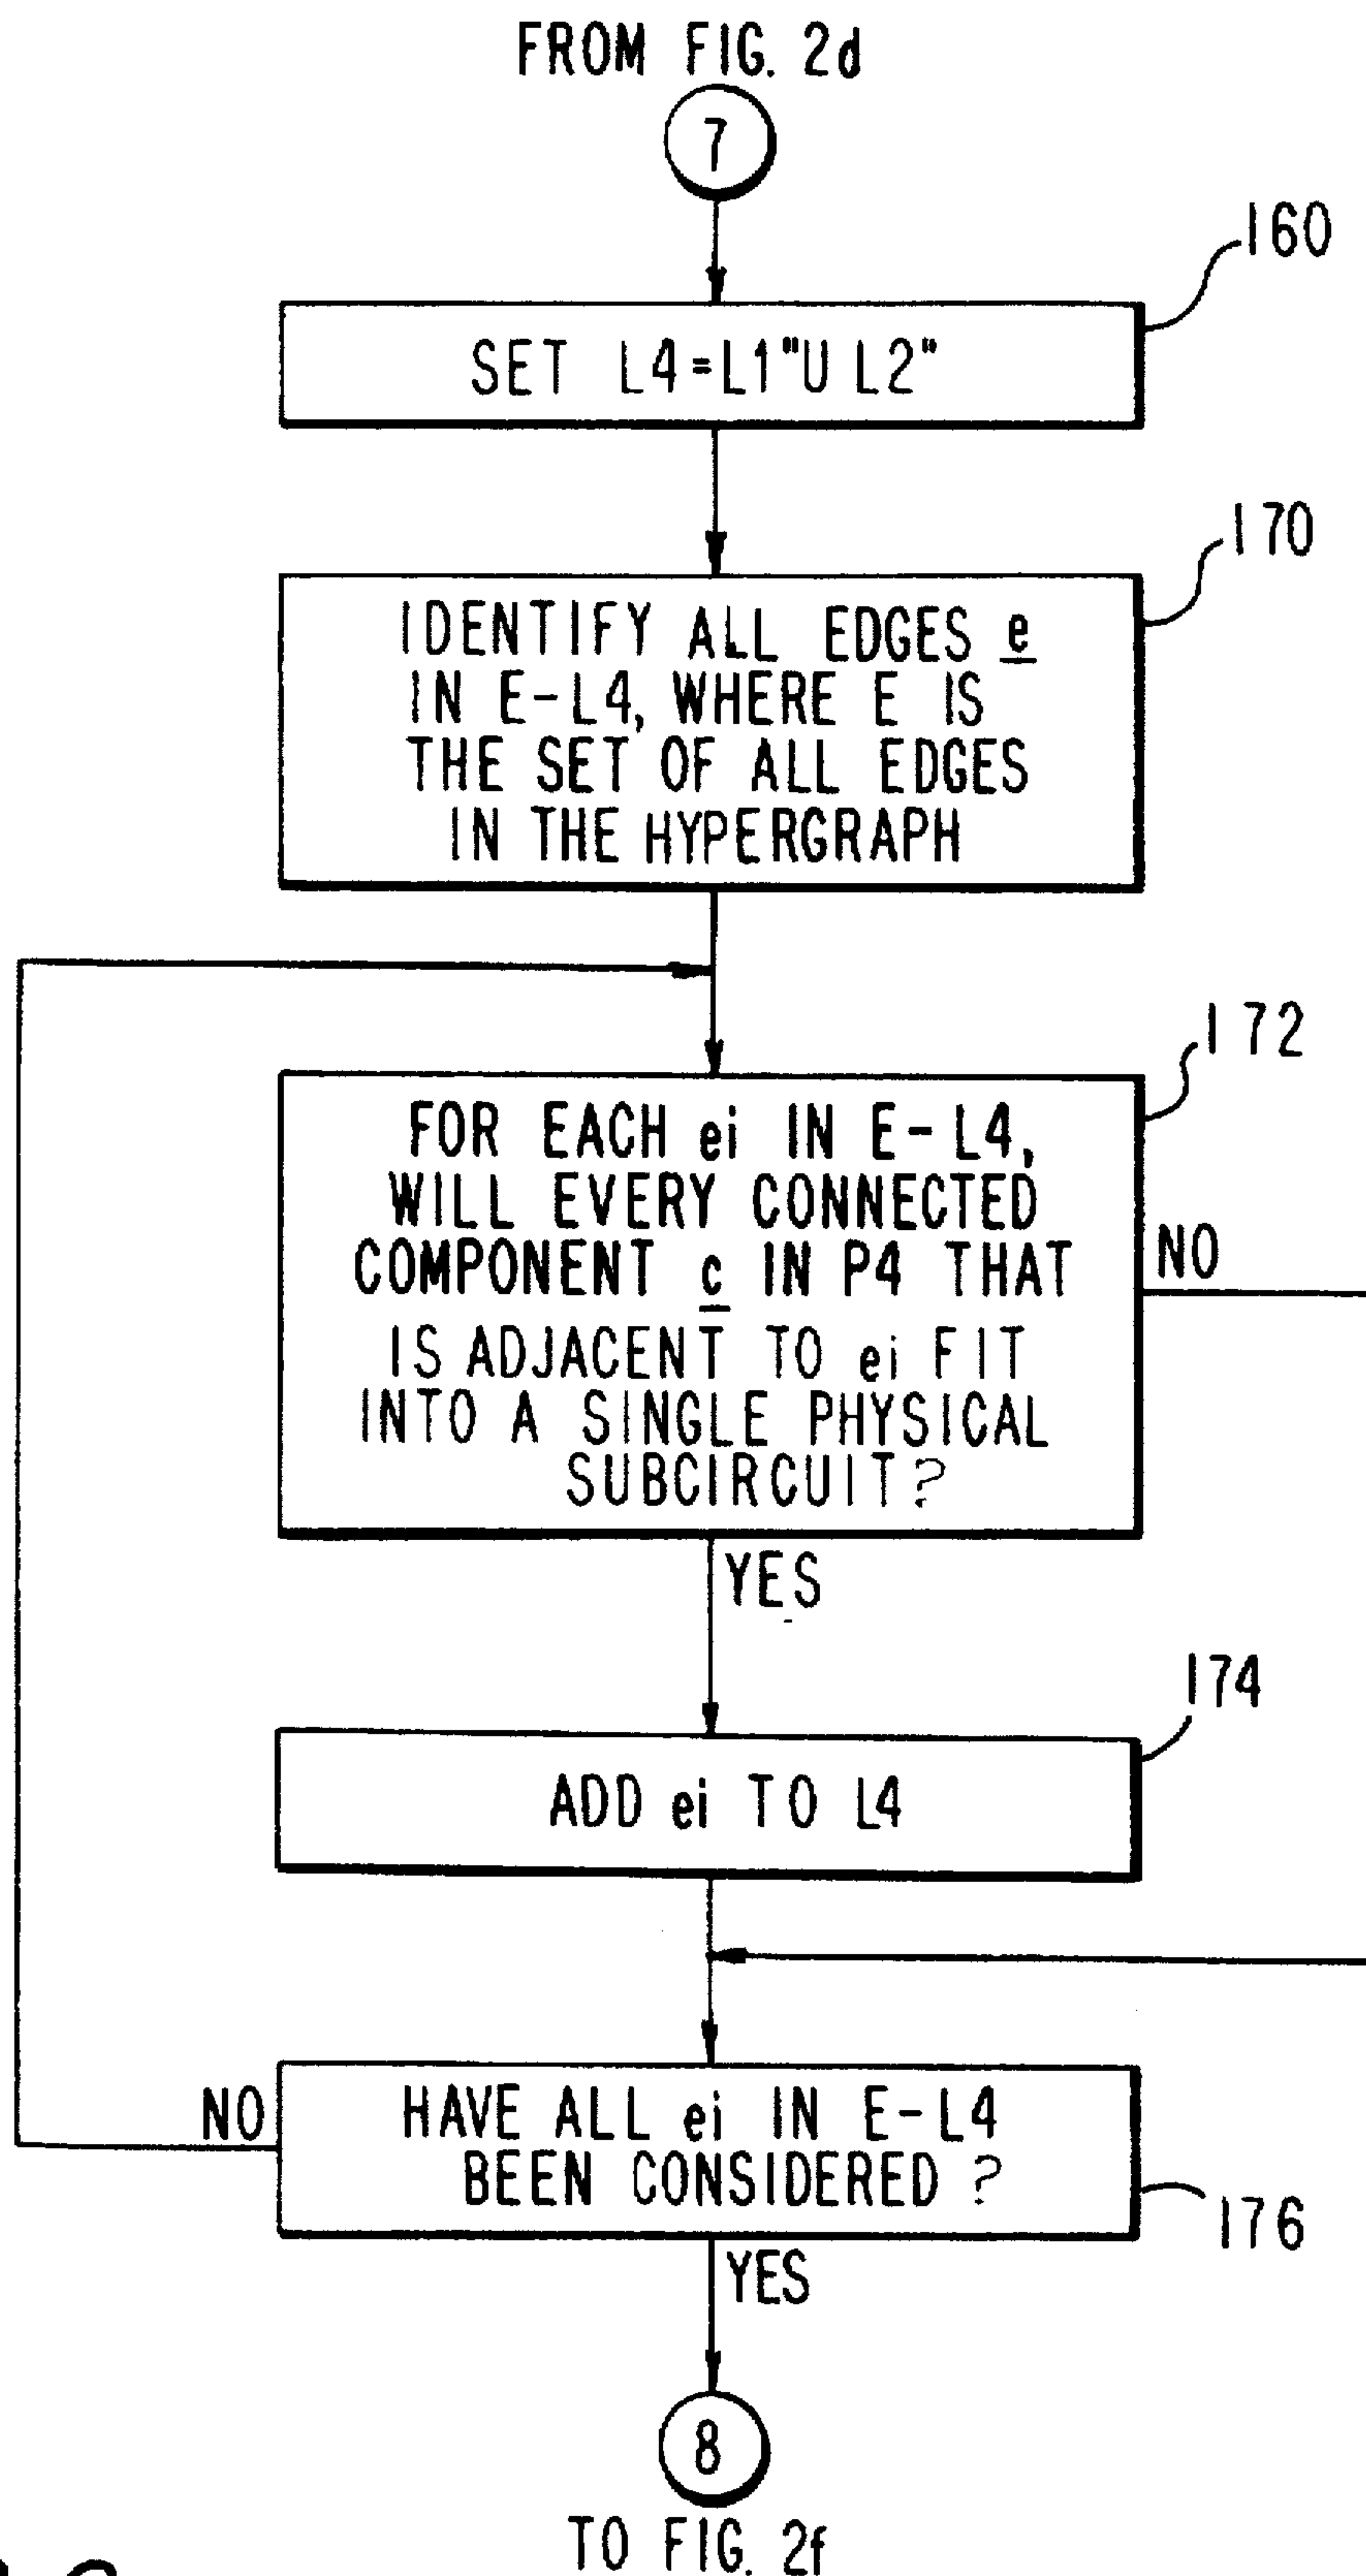 FROM FIG. 2d
7
160
SET L4=L1"U L2"
170
IDENTIFY ALL EDGES e
IN E-L4, WHERE E IS
THE SET OF ALL EDGES
IN THE HYPERGRAPH
172
FOR EACH ei IN E-L4,
WILL EVERY CONNECTED
COMPONENT c IN P4 THAT
IS ADJACENT TO ei FIT
INTO A SINGLE PHYSICAL
SUBCIRCUIT?
NO
YES
174
ADD ei TO L4
NO
HAVE ALL ei IN E-L4
BEEN CONSIDERED ?
176
YES
8
TO FIG. 2f